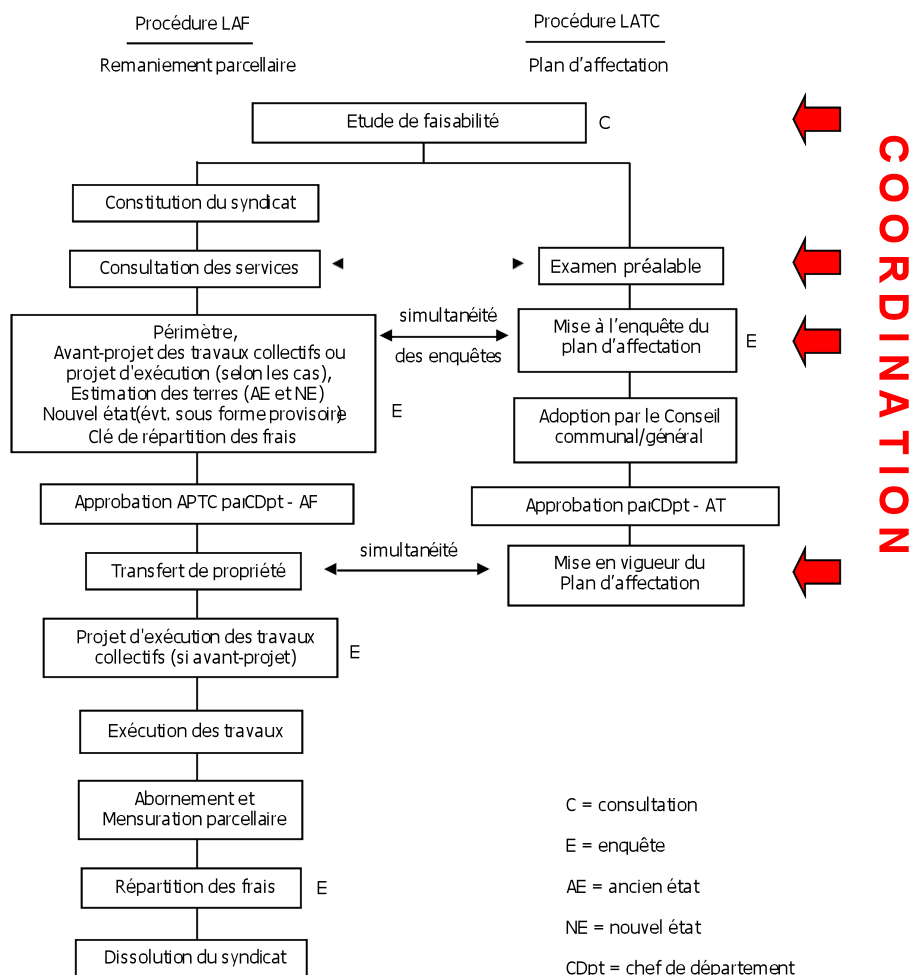 Procédure LAF
Remaniement parcellaire
Procédure LATC
Plan d'affectation
Etude de faisabilité
C
Constitution du syndicat
Consultation des services
Examen préalable
Périmètre,
Avant-projet des travaux collectifs ou
projet d'exécution (selon les cas),
Estimation des terres (AE et NE)
Nouvel état(évt. sous forme provisoire)
Clé de répartition des frais
E
simultanéité
des enquêtes
Mise à l'enquête du
plan d'affectation
E
Adoption par le Conseil
communal/général
Approbation APTC par CDpt - AF
Approbation par CDpt - AT
Transfert de propriété
simultanéité
Mise en vigueur du
Plan d'affectation
Projet d'exécution des travaux
collectifs (si avant-projet)
E
Exécution des travaux
Abornement et
Mensuration parcellaire
Répartition des frais
E
Dissolution du syndicat
C = consultation
E = enquête
AE = ancien état
NE = nouvel état
CDpt = chef de département
COORDINATION